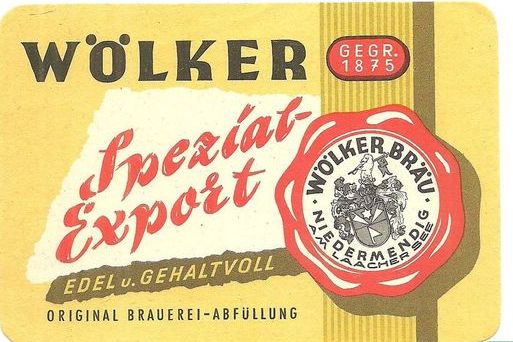 WÖLKER
GEGR.
1875
Spezial-
Export
EDEL u. GEHALTVOLL
ORIGINAL BRAUEREI-ABFÜLLUNG
· WÖLKER BRÄU ·
NIEDERMENDIG
AM LAACHER SEE